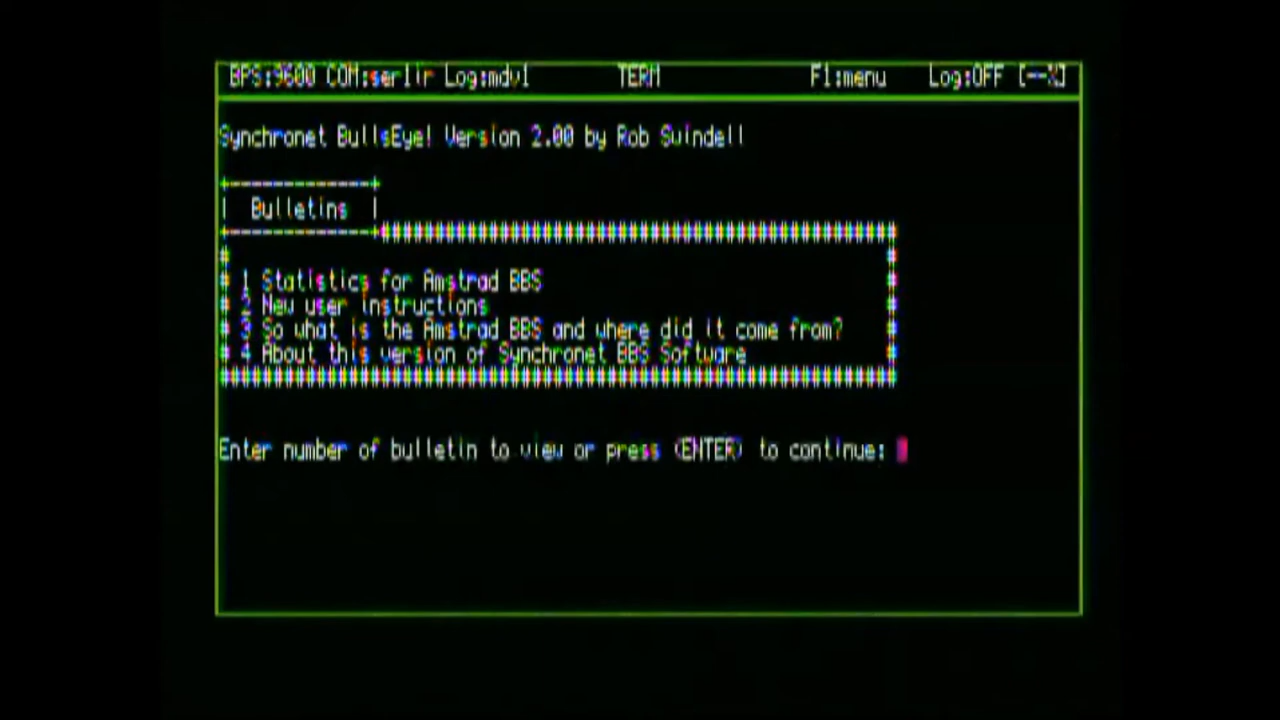 BPS:9600 COM:ser1ir Log:mdv1 TERM F1:menu Log:OFF [--X]
Synchronet BullsEye! Version 2.00 by Rob Swindell
Bulletins
1 Statistics for Amstrad BBS
2 New user instructions
3 So what is the Amstrad BBS and where did it come from?
4 About this version of Synchronet BBS Software
Enter number of bulletin to view or press (ENTER) to continue: